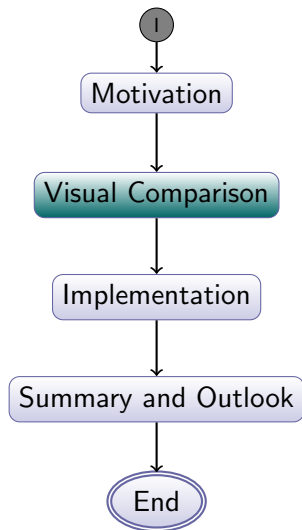 I
Motivation
Visual Comparison
Implementation
Summary and Outlook
End